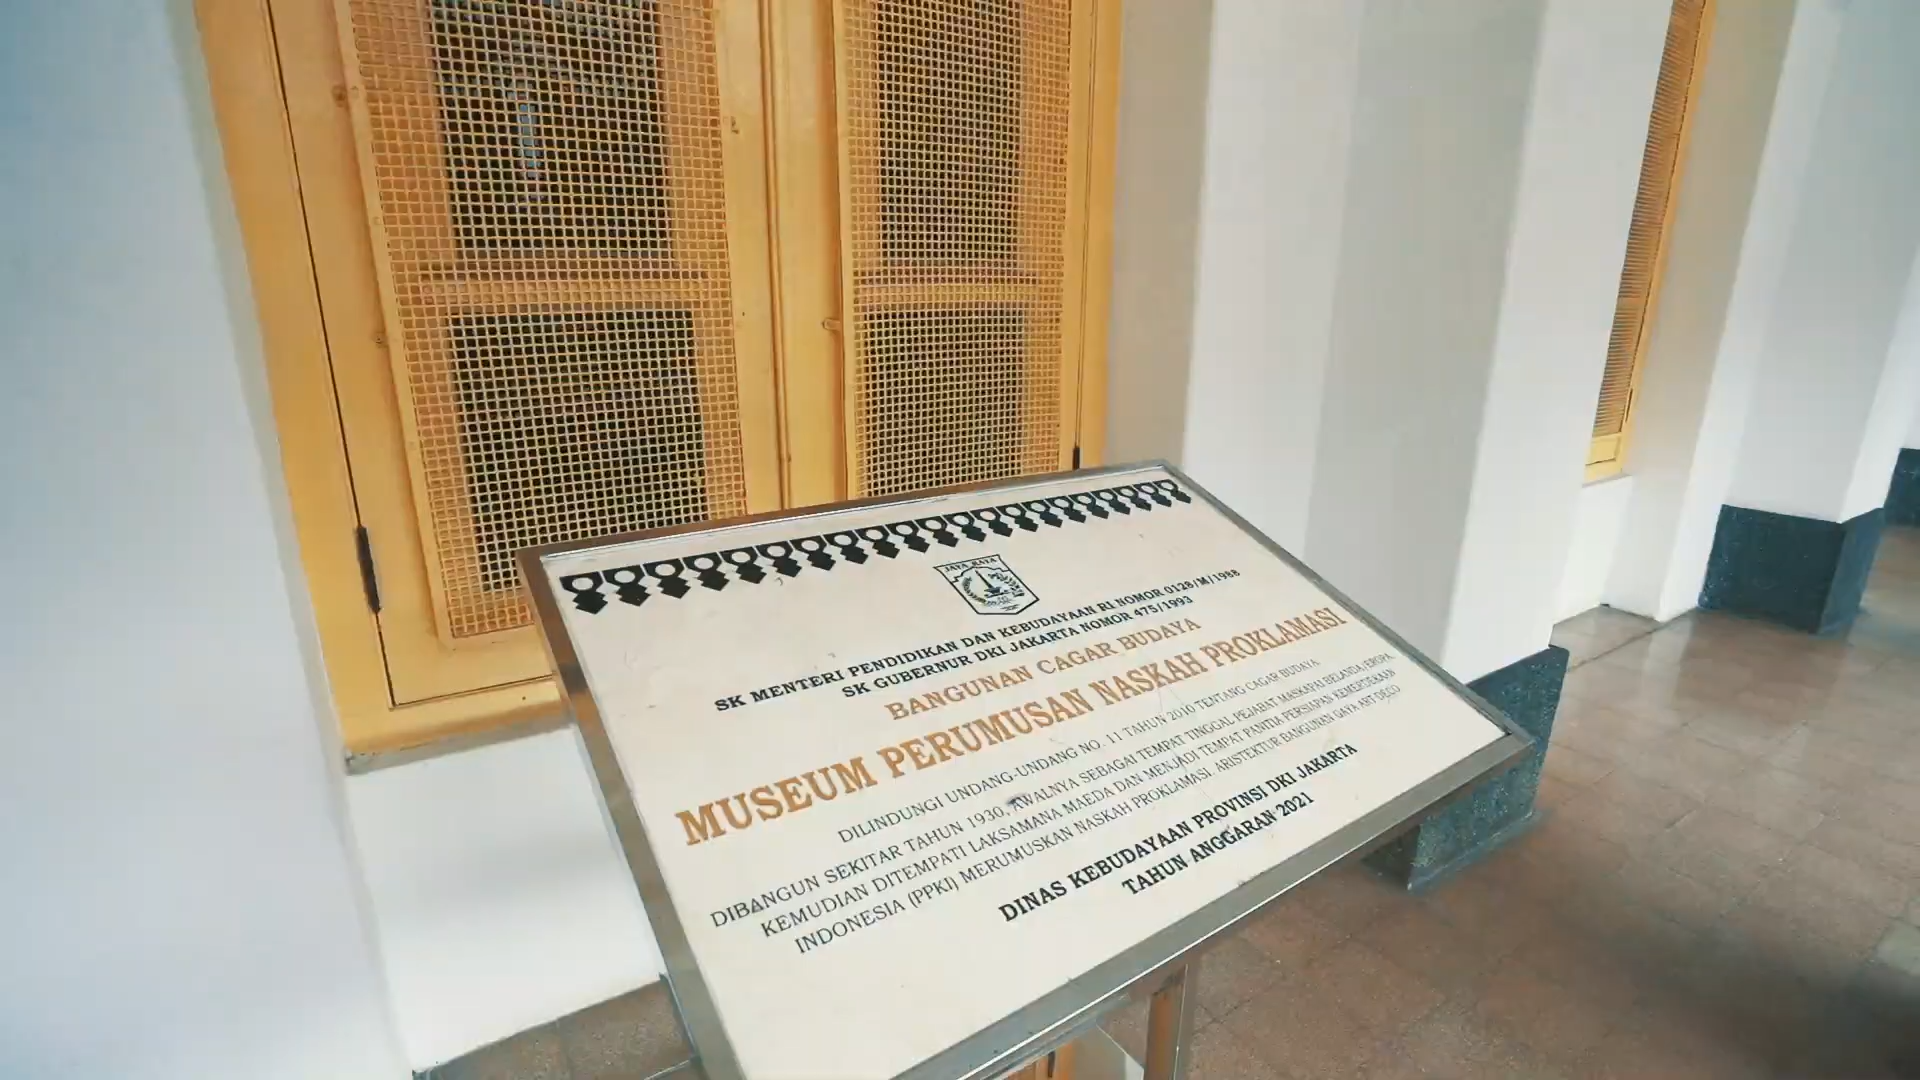 JAYA RAYA
SK MENTERI PENDIDIKAN DAN KEBUDAYAAN RI NOMOR 0128/M/1988
SK GUBERNUR DKI JAKARTA NOMOR 475/1993
BANGUNAN CAGAR BUDAYA
MUSEUM PERUMUSAN NASKAH PROKLAMASI
DILINDUNGI UNDANG-UNDANG NO. 11 TAHUN 2010 TENTANG CAGAR BUDAYA
DIBANGUN SEKITAR TAHUN 1930, AWALNYA SEBAGAI TEMPAT TINGGAL PEJABAT MASKAPAI BELANDA/EROPA
KEMUDIAN DITEMPATI LAKSAMANA MAEDA DAN MENJADI TEMPAT PANITIA PERSIAPAN KEMERDEKAAN
INDONESIA (PPKI) MERUMUSKAN NASKAH PROKLAMASI. ARISTEKTUR BANGUNAN GAYA ART DECO
DINAS KEBUDAYAAN PROVINSI DKI JAKARTA
TAHUN ANGGARAN 2021